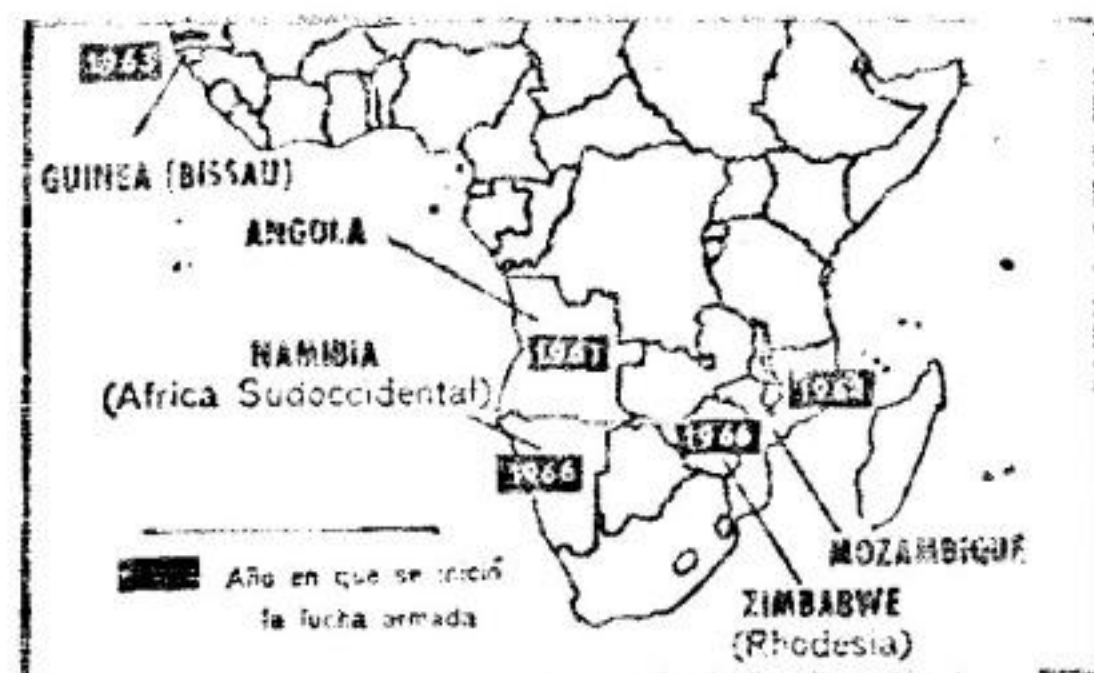 1963
GUINEA (BISSAU)
ANGOLA
1961
NAMIBIA
(Africa Sudoccidental)
1966
1966
MOZAMBIQUE
ZIMBABWE
(Rhodesia)
Año en que se inició
la lucha armada